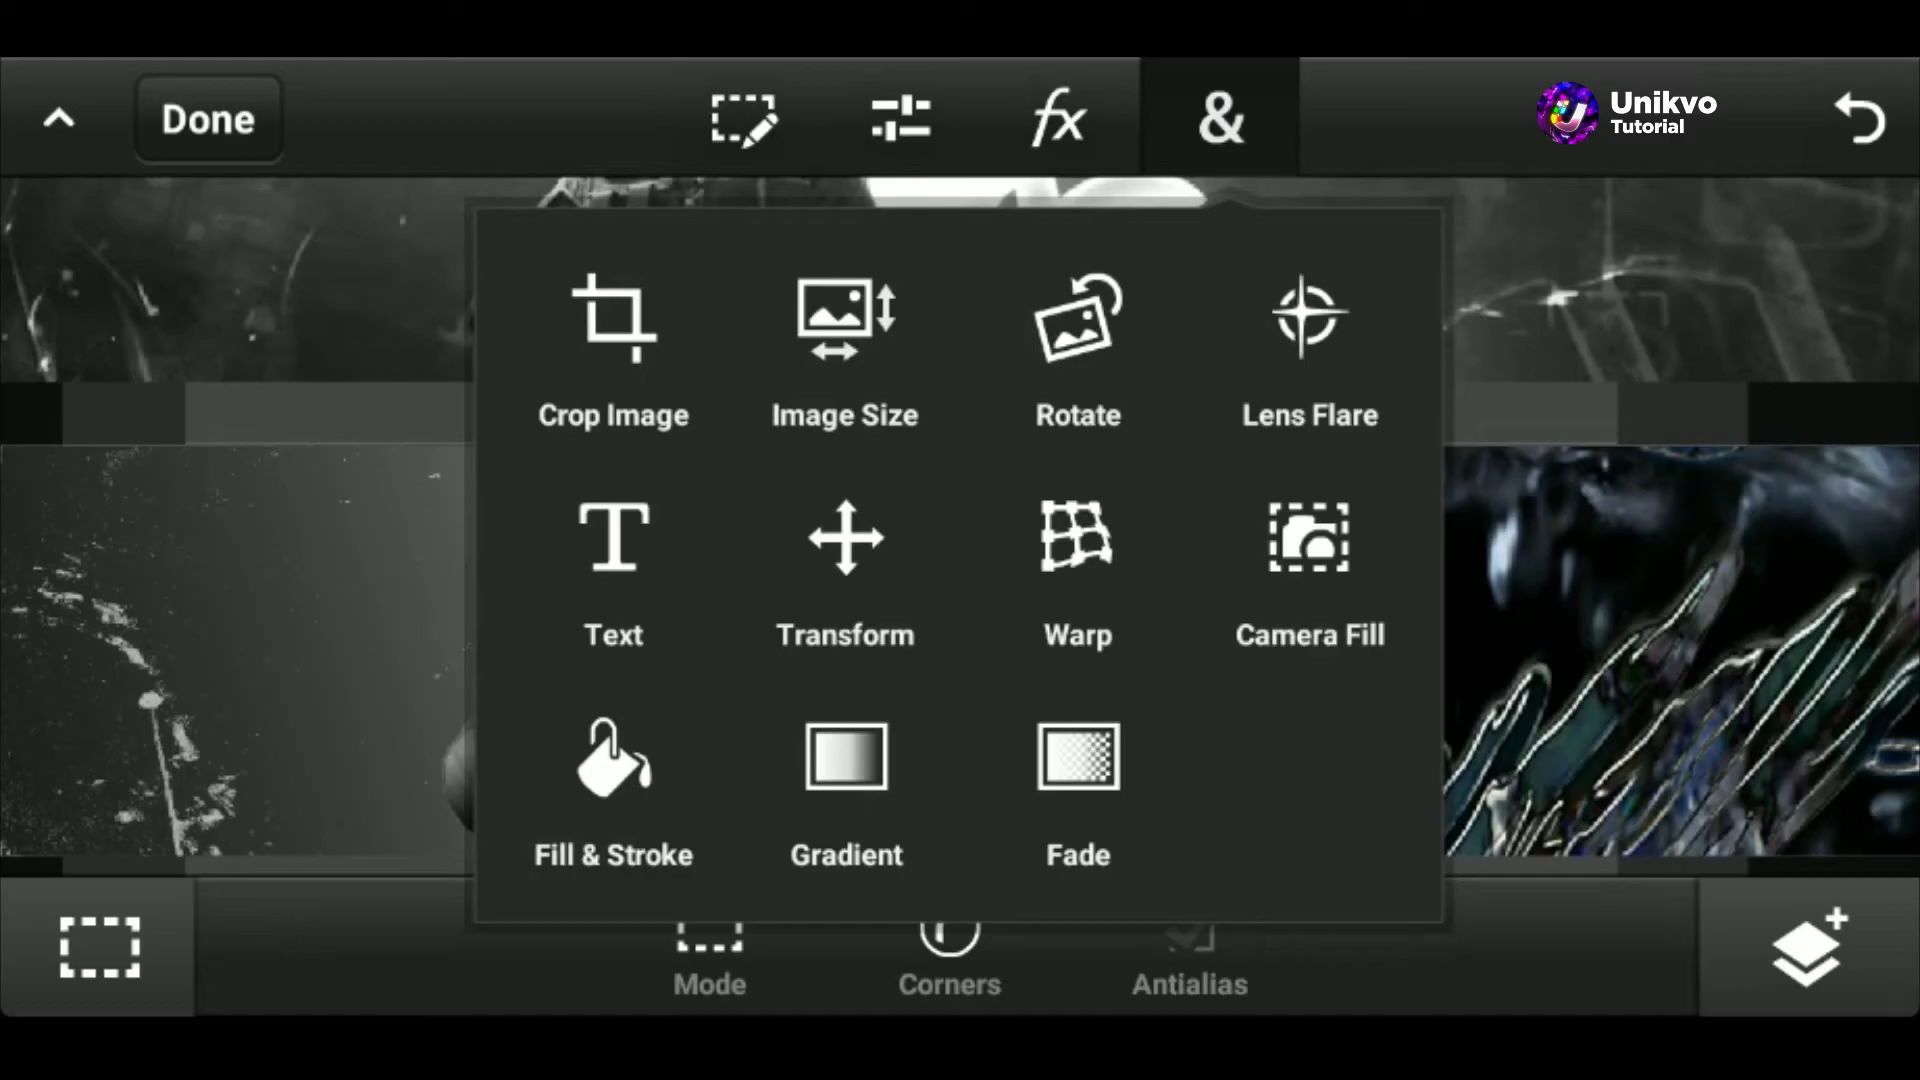 Done
fx
&
Unikvo
Tutorial
Crop Image
Image Size
Rotate
Lens Flare
Text
Transform
Warp
Camera Fill
Fill & Stroke
Gradient
Fade
Mode
Corners
Antialias